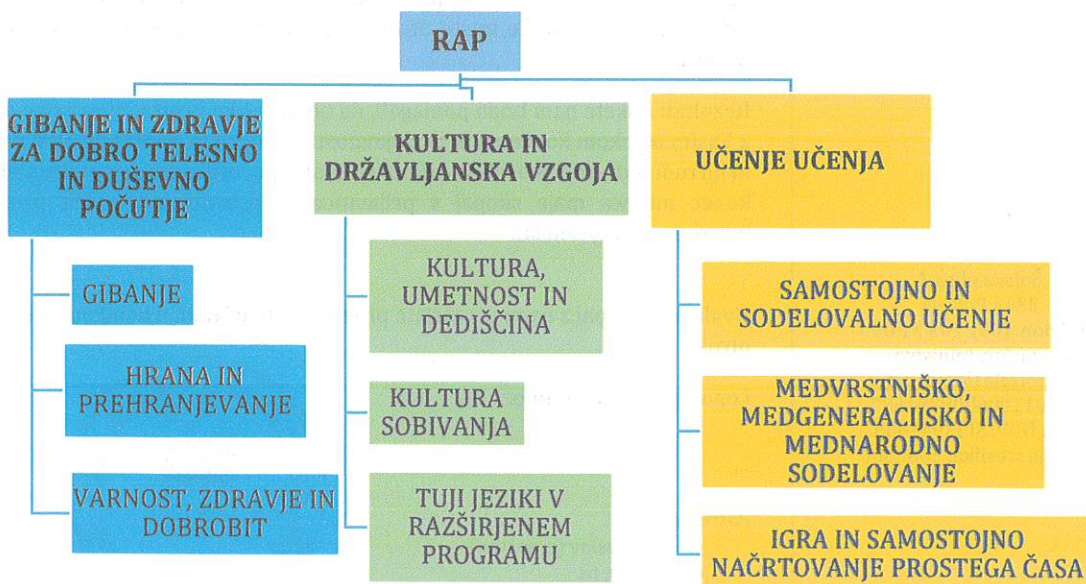 RAP
GIBANJE IN ZDRAVJE
ZA DOBRO TELESNO
IN DUŠEVNO
POČUTJE
GIBANJE
HRANA IN
PREHRANJEVANJE
VARNOST, ZDRAVJE IN
DOBROBIT
KULTURA IN
DRŽAVLJANSKA VZGOJA
KULTURA,
UMETNOST IN
DEDIŠČINA
KULTURA
SOBIVANJA
TUJI JEZIKI V
RAZŠIRJENEM
PROGRAMU
UČENJE UČENJA
SAMOSTOJNO IN
SODELOVALNO UČENJE
MEDVRSTNIŠKO,
MEDGENERACIJSKO IN
MEDNARODNO
SODELOVANJE
IGRA IN SAMOSTOJNO
NAČRTOVANJE PROSTEGA ČASA